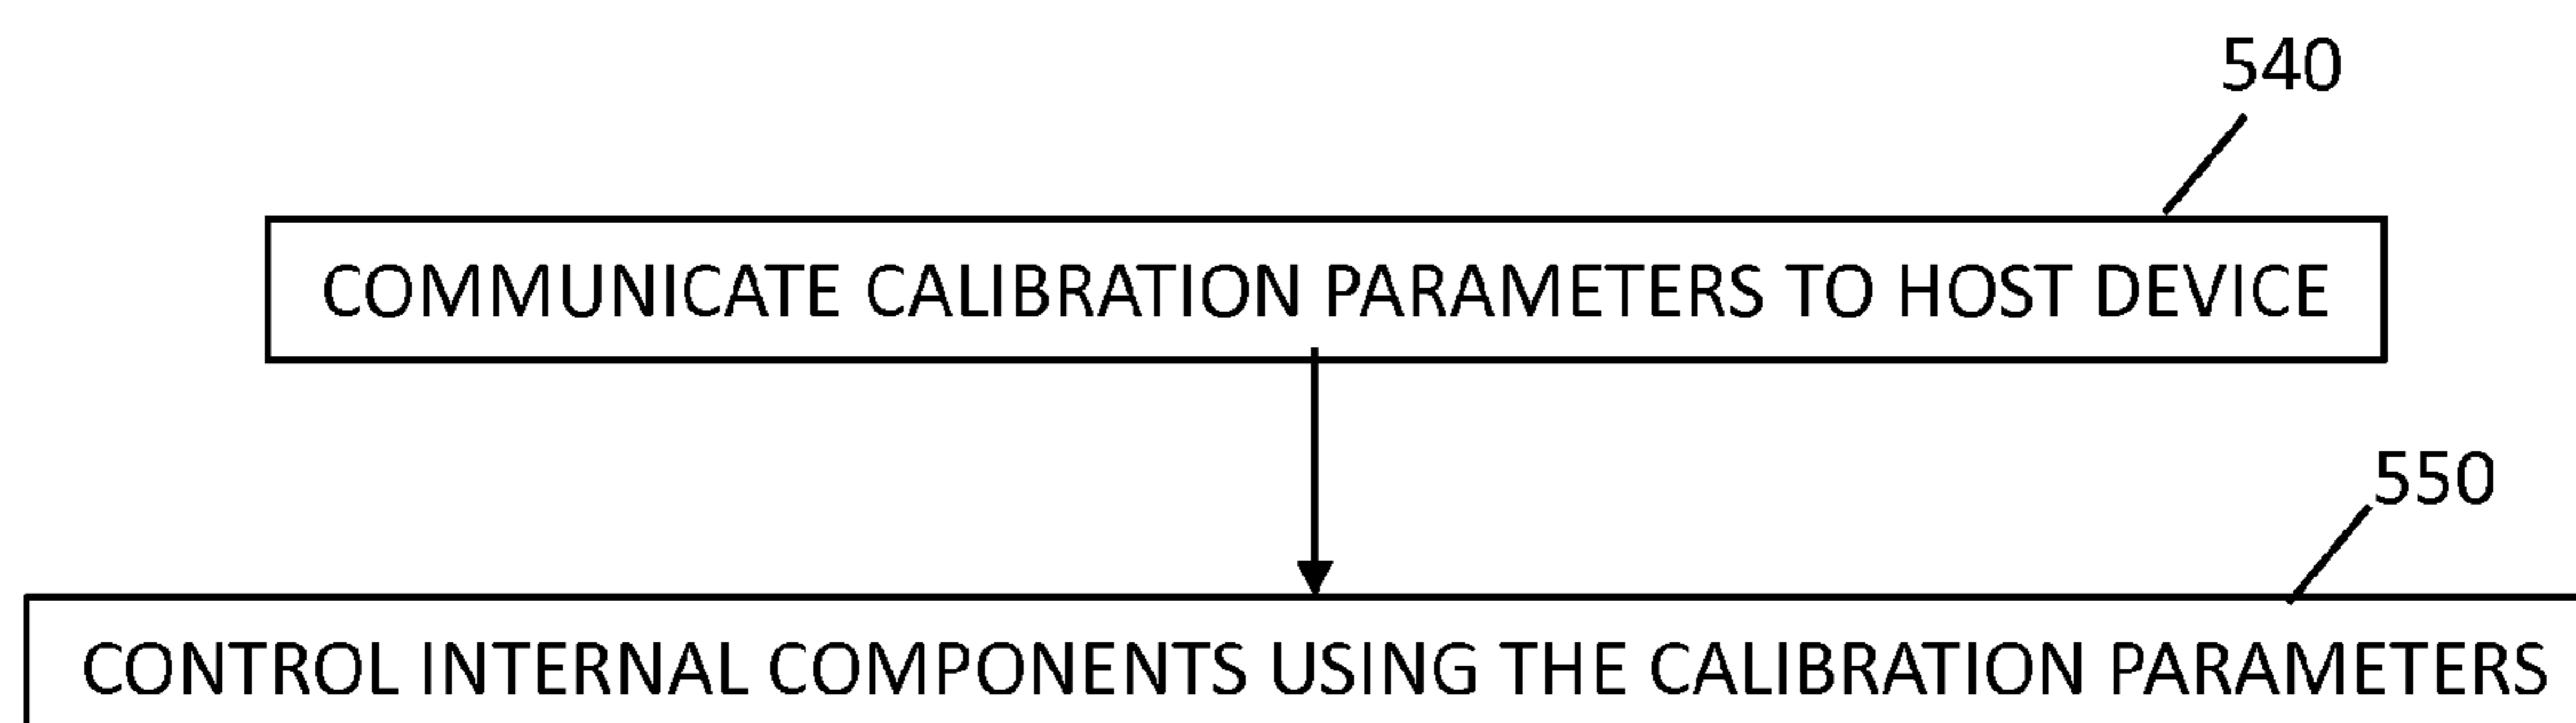 540
COMMUNICATE CALIBRATION PARAMETERS TO HOST DEVICE
550
CONTROL INTERNAL COMPONENTS USING THE CALIBRATION PARAMETERS